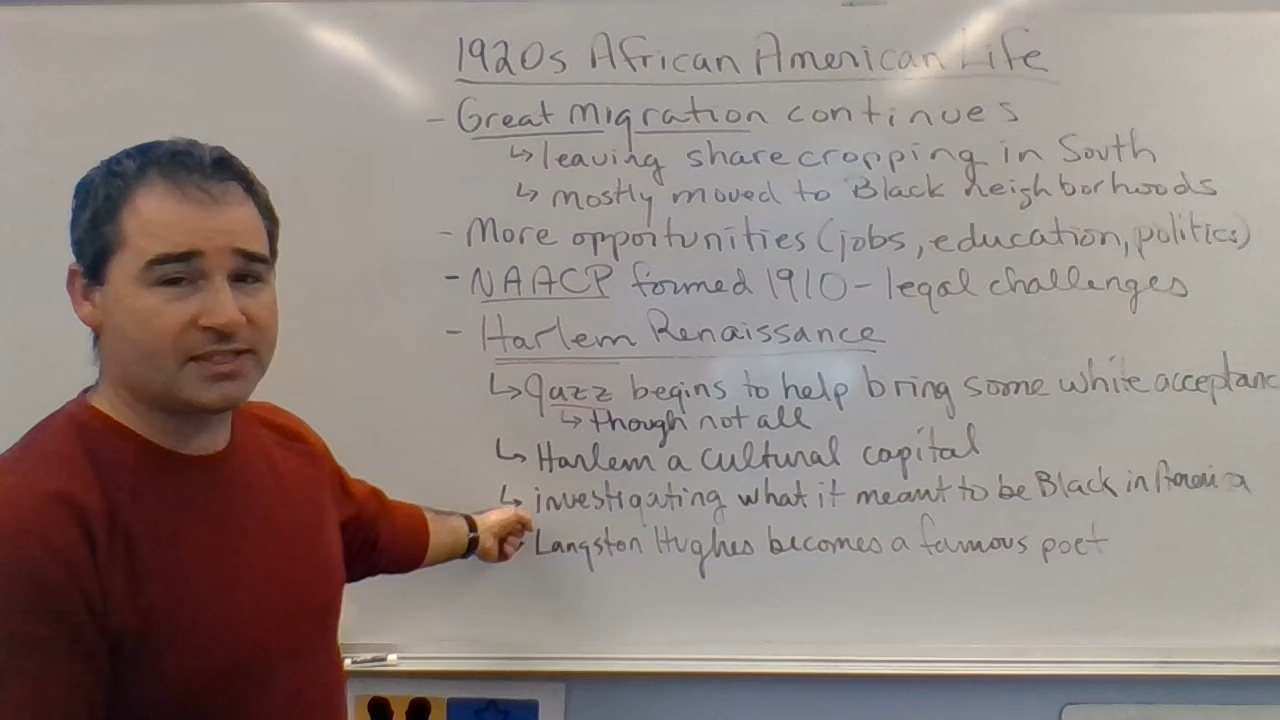 1920s African American Life
- Great Migration continues
↳ leaving sharecropping in South
↳ mostly moved to Black neighborhoods
- More opportunities (jobs, education, politics)
- NAACP formed 1910 - legal challenges
- Harlem Renaissance
↳ Jazz begins to help bring some white acceptanc
↳ though not all
↳ Harlem a cultural capital
↳ investigating what it meant to be Black in America
Langston Hughes becomes a famous poet